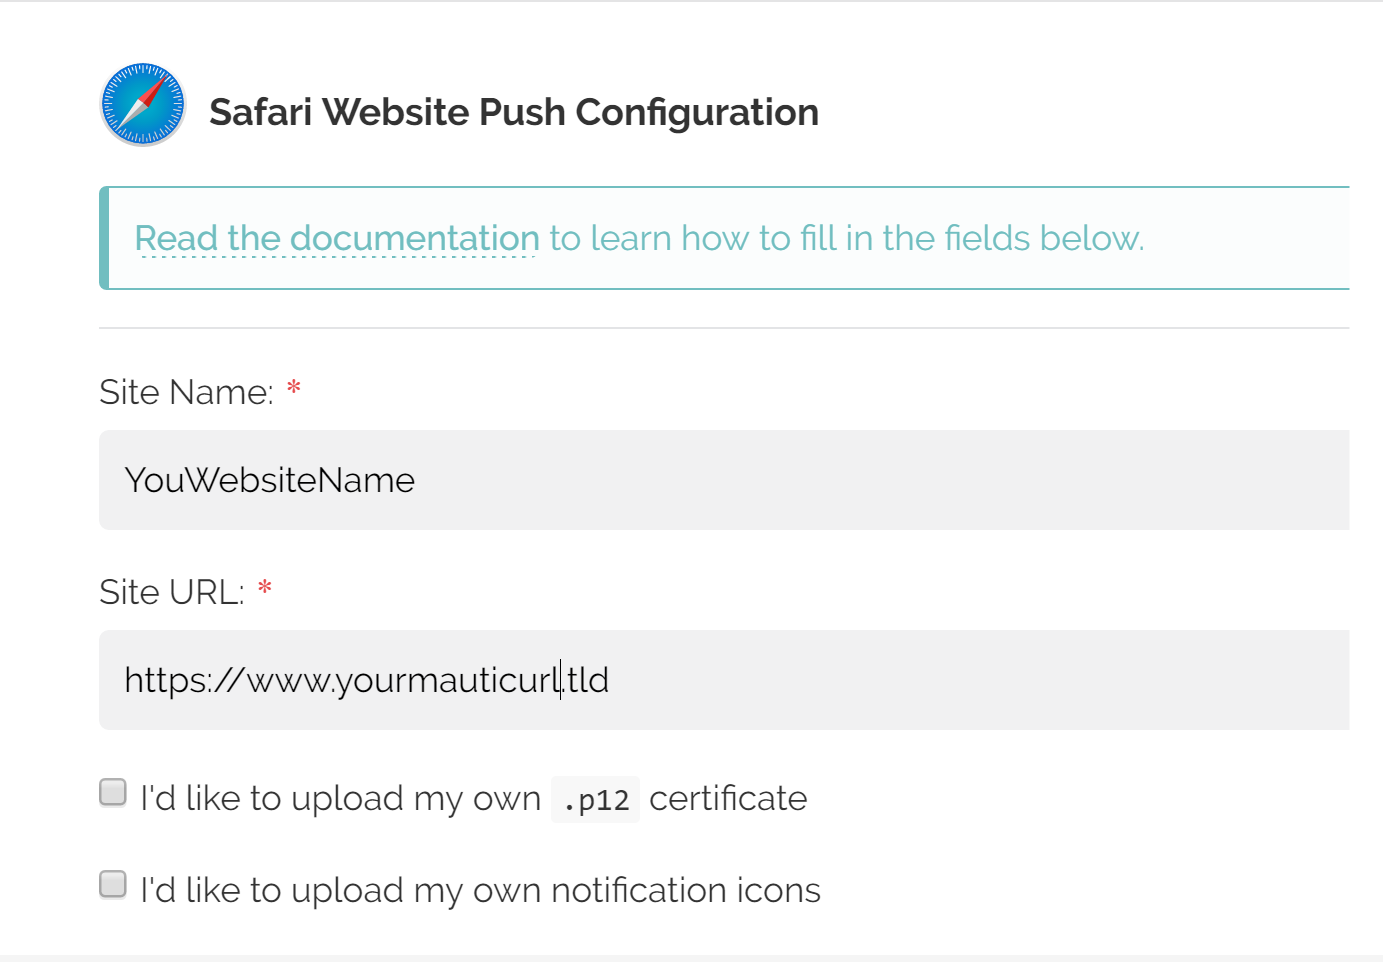 Safari Website Push Configuration
Read the documentation to learn how to fill in the fields below.
Site Name: *
YouWebsiteName
Site URL: *
https://www.yourmauticurl.tld
I'd like to upload my own .p12 certificate
I'd like to upload my own notification icons